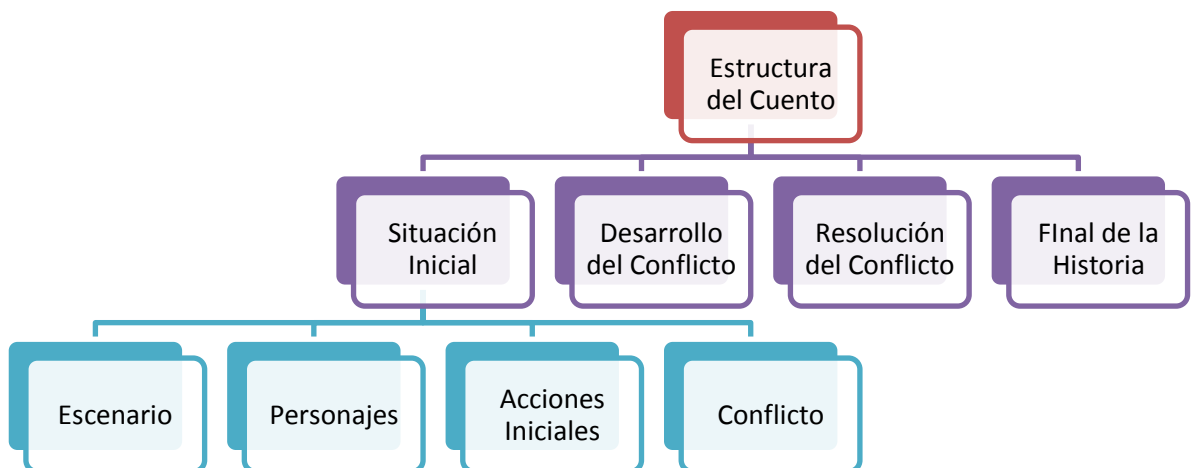 Estructura
del Cuento
Situación
Inicial
Desarrollo
del Conflicto
Resolución
del Conflicto
FInal de la
Historia
Escenario
Personajes
Acciones
Iniciales
Conflicto